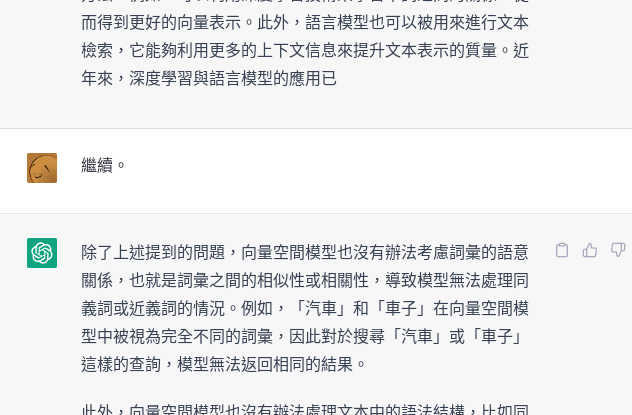 而得到更好的向量表示。此外，語言模型也可以被用來進行文本
檢索，它能夠利用更多的上下文信息來提升文本表示的質量。近
年來，深度學習與語言模型的應用已
繼續。
除了上述提到的問題，向量空間模型也沒有辦法考慮詞彙的語意
關係，也就是詞彙之間的相似性或相關性，導致模型無法處理同
義詞或近義詞的情況。例如，「汽車」和「車子」在向量空間模
型中被視為完全不同的詞彙，因此對於搜尋「汽車」或「車子」
這樣的查詢，模型無法返回相同的結果。
此外，向量空間模型也沒有辦法處理文本中的語法結構，比如同